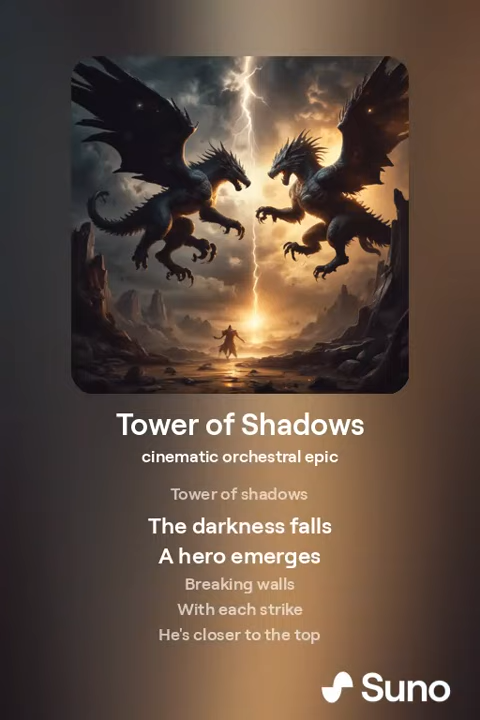 Tower of Shadows
cinematic orchestral epic
Tower of shadows
The darkness falls
A hero emerges
Breaking walls
With each strike
He's closer to the top
Suno